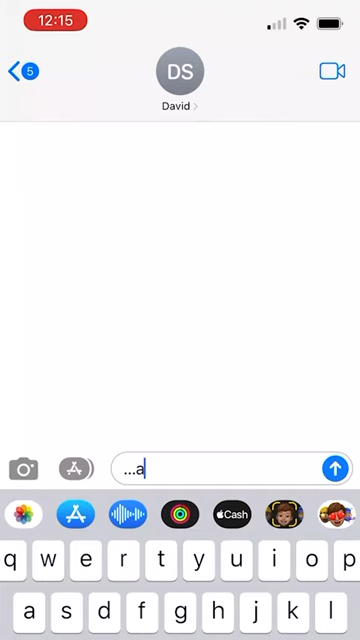 12:15
5
DS
David
...a
Cash
q w e r t y u i o p
a s d f g h j k l